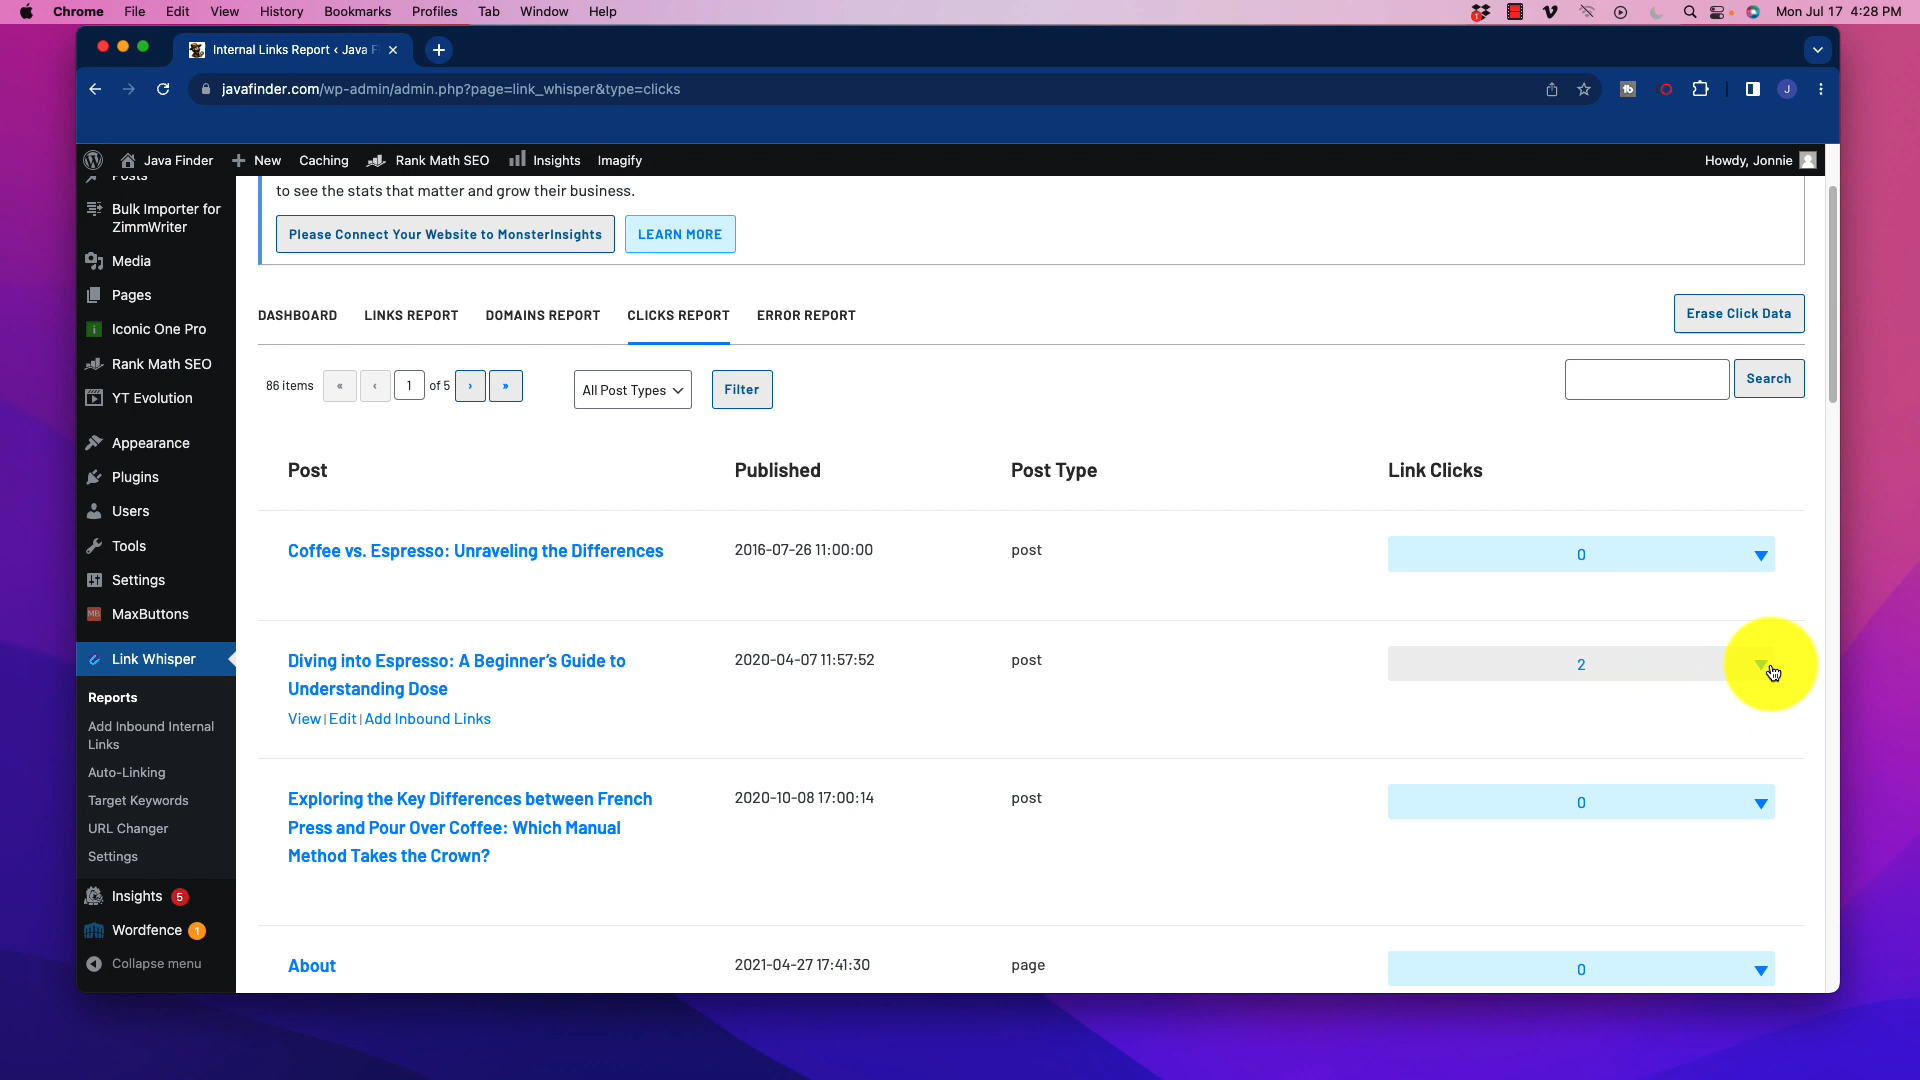 Chrome File Edit View History Bookmarks Profiles Tab Window Help
1
Mon Jul 17 4:28 PM
Internal Links Report ‹ Java F
javafinder.com/wp-admin/admin.php?page=link_whisper&type=clicks
tb
J
Java Finder New Caching Rank Math SEO Insights Imagify
Howdy, Jonnie
Posts
Bulk Importer for
ZimmWriter
Media
Pages
i Iconic One Pro
Rank Math SEO
YT Evolution
Appearance
Plugins
Users
Tools
Settings
MB MaxButtons
Link Whisper
Reports
Add Inbound Internal
Links
Auto-Linking
Target Keywords
URL Changer
Settings
Insights 5
Wordfence 1
Collapse menu
to see the stats that matter and grow their business.
Please Connect Your Website to MonsterInsights LEARN MORE
DASHBOARD LINKS REPORT DOMAINS REPORT CLICKS REPORT ERROR REPORT
Erase Click Data
86 items « ‹ 1 of 5 › » All Post Types Filter
Search
Post Published Post Type Link Clicks
Coffee vs. Espresso: Unraveling the Differences 2016-07-26 11:00:00 post 0
Diving into Espresso: A Beginner's Guide to 2020-04-07 11:57:52 post 2
Understanding Dose
View | Edit | Add Inbound Links
Exploring the Key Differences between French 2020-10-08 17:00:14 post 0
Press and Pour Over Coffee: Which Manual
Method Takes the Crown?
About 2021-04-27 17:41:30 page 0